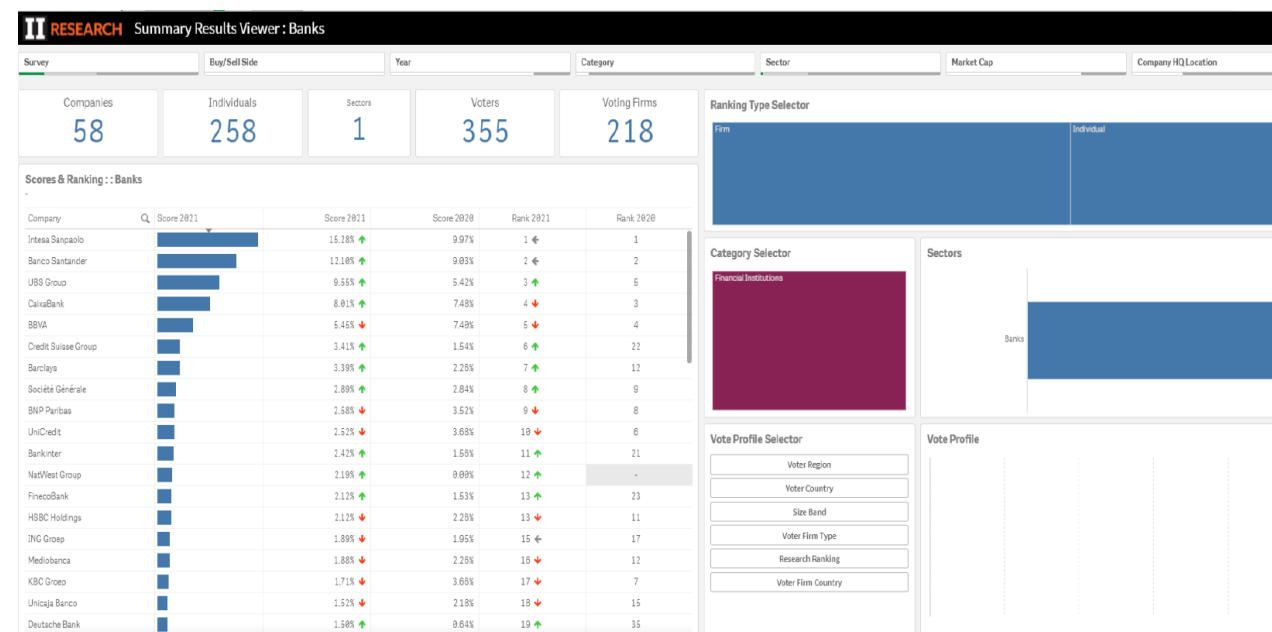 II RESEARCH Summary Results Viewer : Banks
Survey Buy/Sell Side Year Category Sector Market Cap Company HQ Location
Companies Individuals Sectors Voters Voting Firms
58 258 1 355 218
Scores & Ranking : : Banks
-
Company Score 2021 Score 2021 Score 2020 Rank 2021 Rank 2020
Intesa Sanpaolo 15.28% 9.97% 1 1
Banco Santander 12.10% 9.03% 2 2
UBS Group 9.55% 5.42% 3 5
CaixaBank 8.01% 7.48% 4 3
BBVA 5.45% 7.40% 5 4
Credit Suisse Group 3.41% 1.54% 6 22
Barclays 3.39% 2.26% 7 12
Société Générale 2.89% 2.84% 8 9
BNP Paribas 2.58% 3.52% 9 8
UniCredit 2.52% 3.68% 10 6
Bankinter 2.42% 1.56% 11 21
NatWest Group 2.19% 0.00% 12 -
FinecoBank 2.12% 1.53% 13 23
HSBC Holdings 2.12% 2.26% 13 11
ING Groep 1.89% 1.95% 15 17
Mediobanca 1.88% 2.26% 16 12
KBC Groep 1.71% 3.66% 17 7
Unicaja Banco 1.52% 2.18% 18 15
Deutsche Bank 1.50% 0.64% 19 35
Ranking Type Selector
Firm Individual
Category Selector
Financial Institutions
Sectors
Banks
Vote Profile Selector
Voter Region
Voter Country
Size Band
Voter Firm Type
Research Ranking
Voter Firm Country
Vote Profile